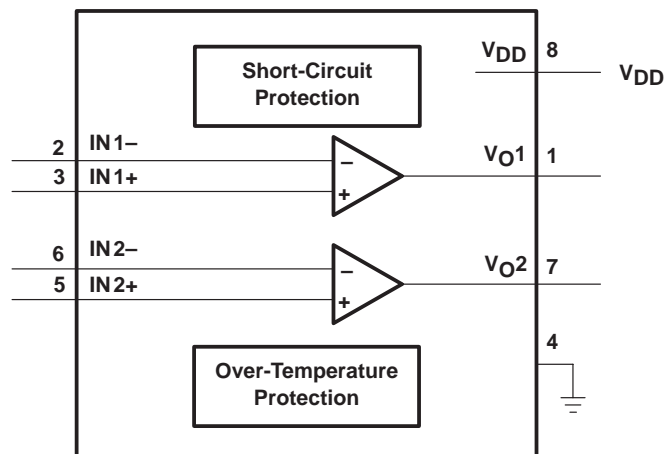 Short-Circuit
Protection
VDD 8
VDD
2 IN1–
3 IN1+
–
+
VO1 1
6 IN2–
5 IN2+
–
+
VO2 7
4
Over-Temperature
Protection